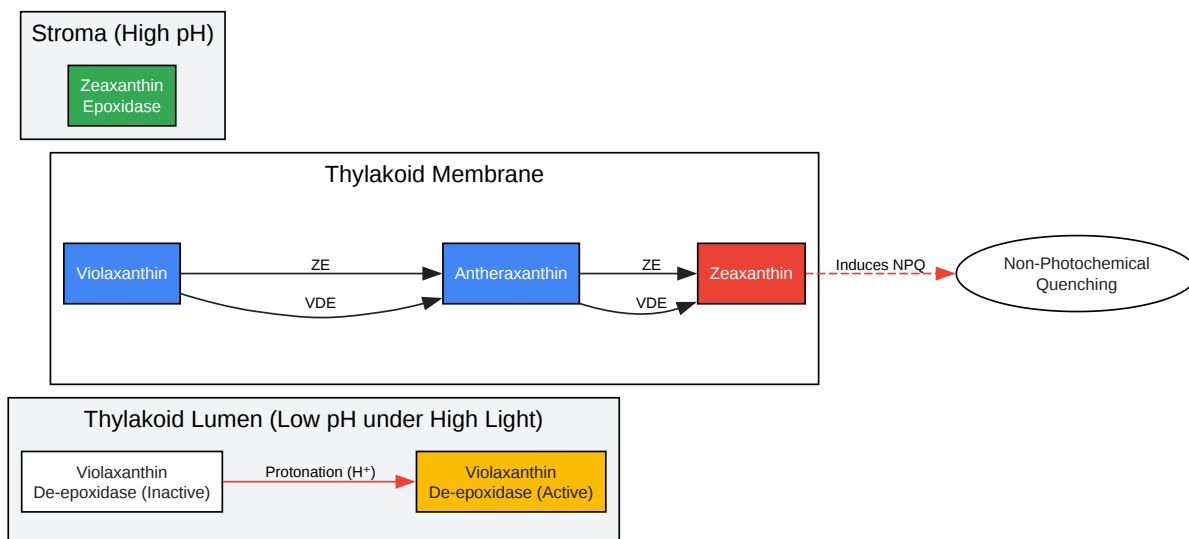 Stroma (High pH)
Zeaxanthin
Epoxidase
Thylakoid Membrane
Violaxanthin
ZE
VDE
Antheraxanthin
ZE
VDE
Zeaxanthin
Induces NPQ
Non-Photochemical
Quenching
Thylakoid Lumen (Low pH under High Light)
Violaxanthin
De-epoxidase (Inactive)
Protonation (H⁺)
Violaxanthin
De-epoxidase (Active)